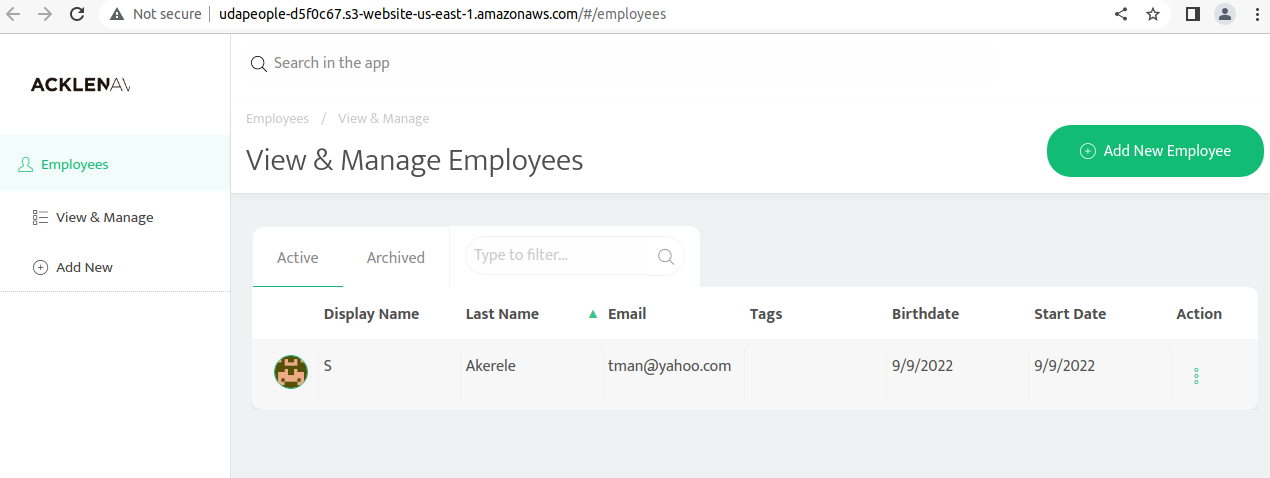 Not secure udapeople-d5f0c67.s3-website-us-east-1.amazonaws.com/#/employees
ACKLENAV
Search in the app
Employees / View & Manage
View & Manage Employees
Add New Employee
Employees
View & Manage
Add New
Active Archived Type to filter...
Display Name Last Name Email Tags Birthdate Start Date Action
S Akerele tman@yahoo.com 9/9/2022 9/9/2022